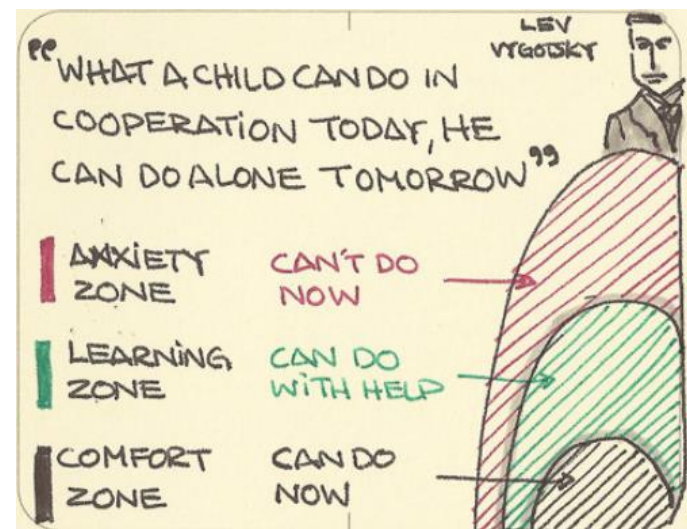 LEV
VYGOTSKY
"WHAT A CHILD CAN DO IN
COOPERATION TODAY, HE
CAN DO ALONE TOMORROW"
ANXIETY
ZONE
CAN'T DO
NOW
LEARNING
ZONE
CAN DO
WITH HELP
COMFORT
ZONE
CAN DO
NOW